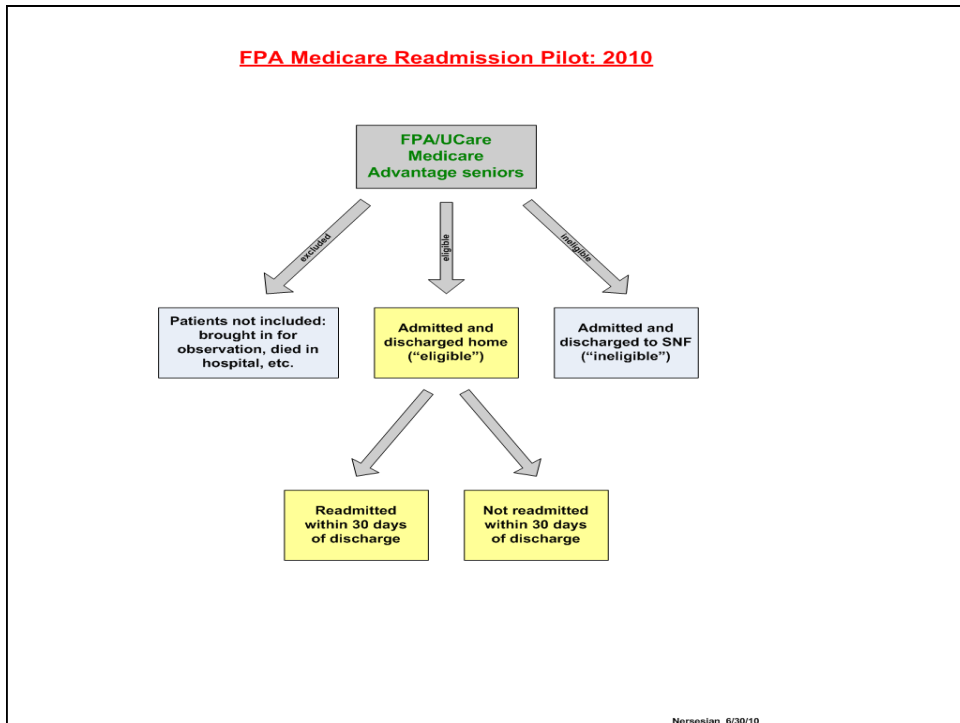 FPA Medicare Readmission Pilot: 2010
FPA/UCare
Medicare
Advantage seniors
excluded
eligible
ineligible
Patients not included:
brought in for
observation, died in
hospital, etc.
Admitted and
discharged home
(“eligible”)
Admitted and
discharged to SNF
(“ineligible”)
Readmitted
within 30 days
of discharge
Not readmitted
within 30 days
of discharge
Nersesian 6/30/10